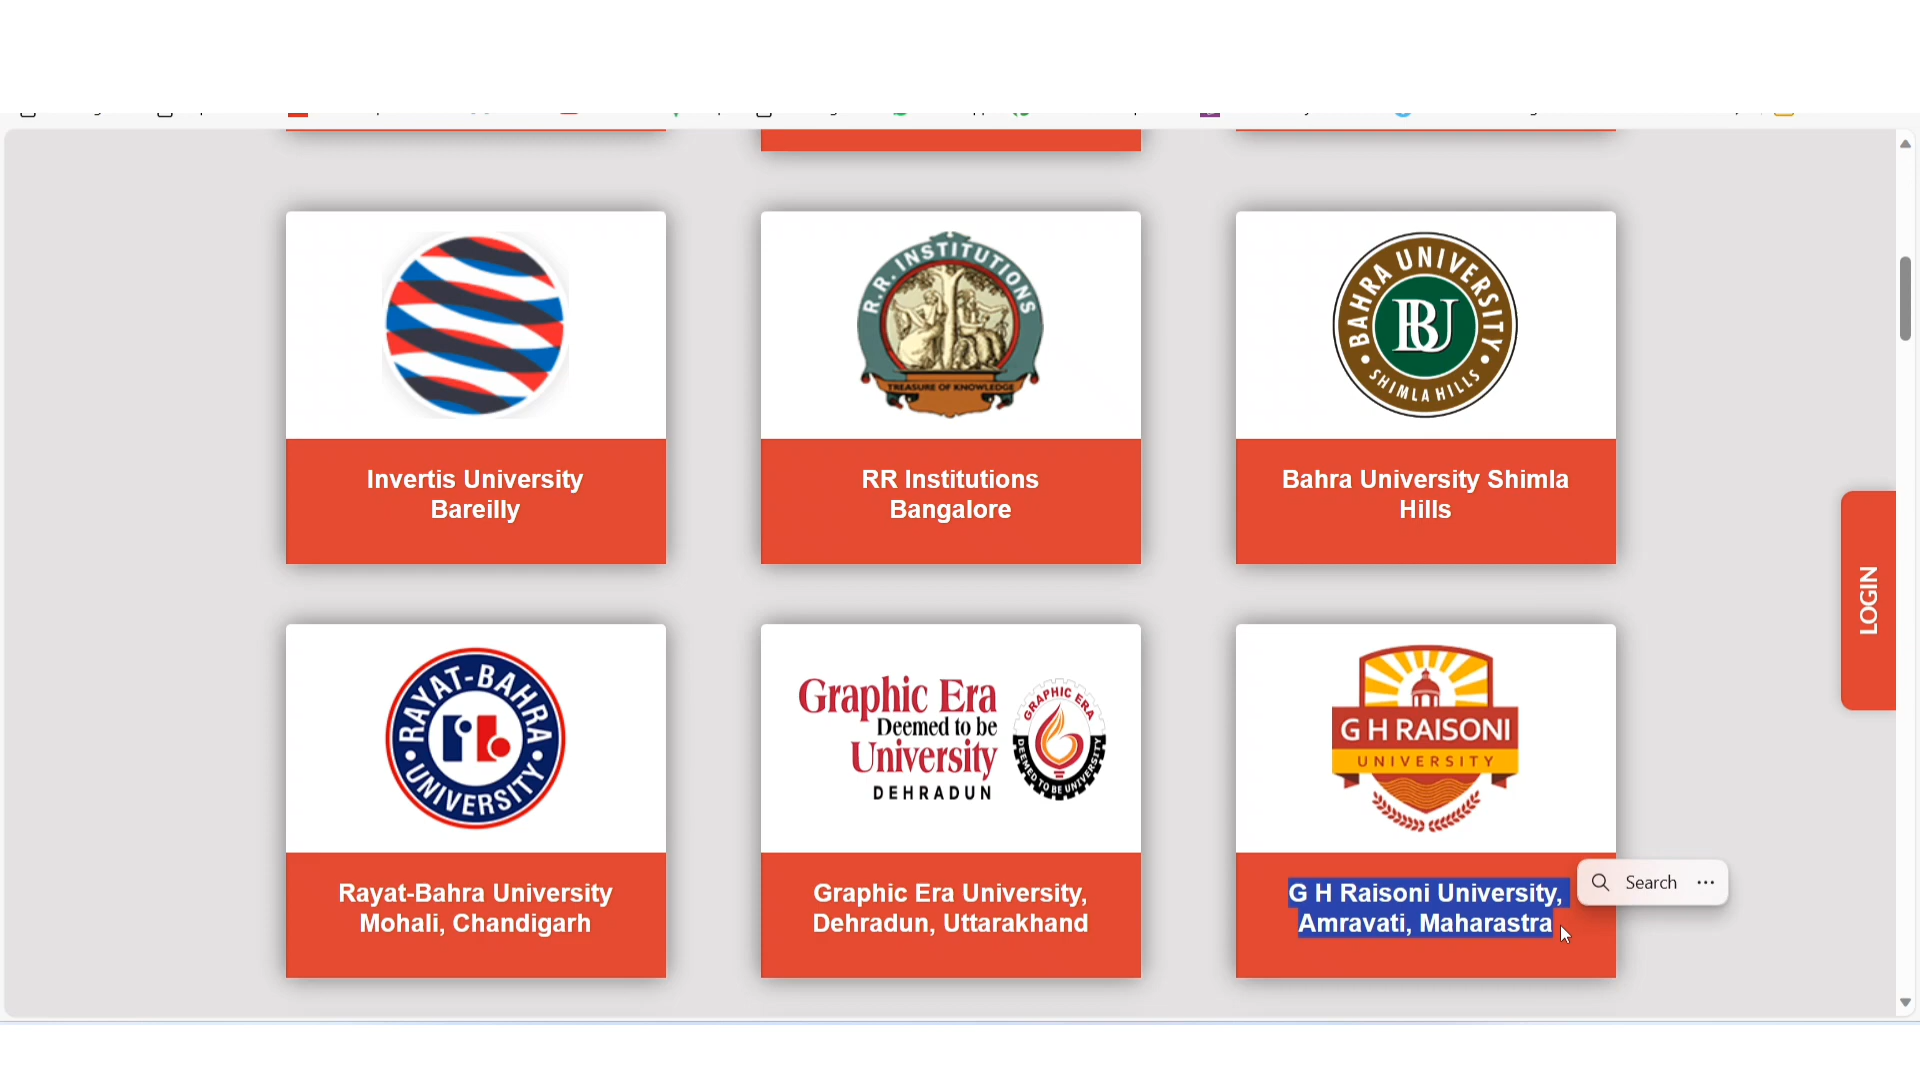 R.R. INSTITUTIONS
TREASURE OF KNOWLEDGE
BAHRA UNIVERSITY
BU
SHIMLA HILLS
Invertis University
Bareilly
RR Institutions
Bangalore
Bahra University Shimla
Hills
LOGIN
RAYAT-BAHRA
UNIVERSITY
rb
Graphic Era
Deemed to be
University
DEHRADUN
GRAPHIC ERA
DEEMED TO BE UNIVERSITY
G H RAISONI
UNIVERSITY
Rayat-Bahra University
Mohali, Chandigarh
Graphic Era University,
Dehradun, Uttarakhand
G H Raisoni University,
Amravati, Maharastra
Search